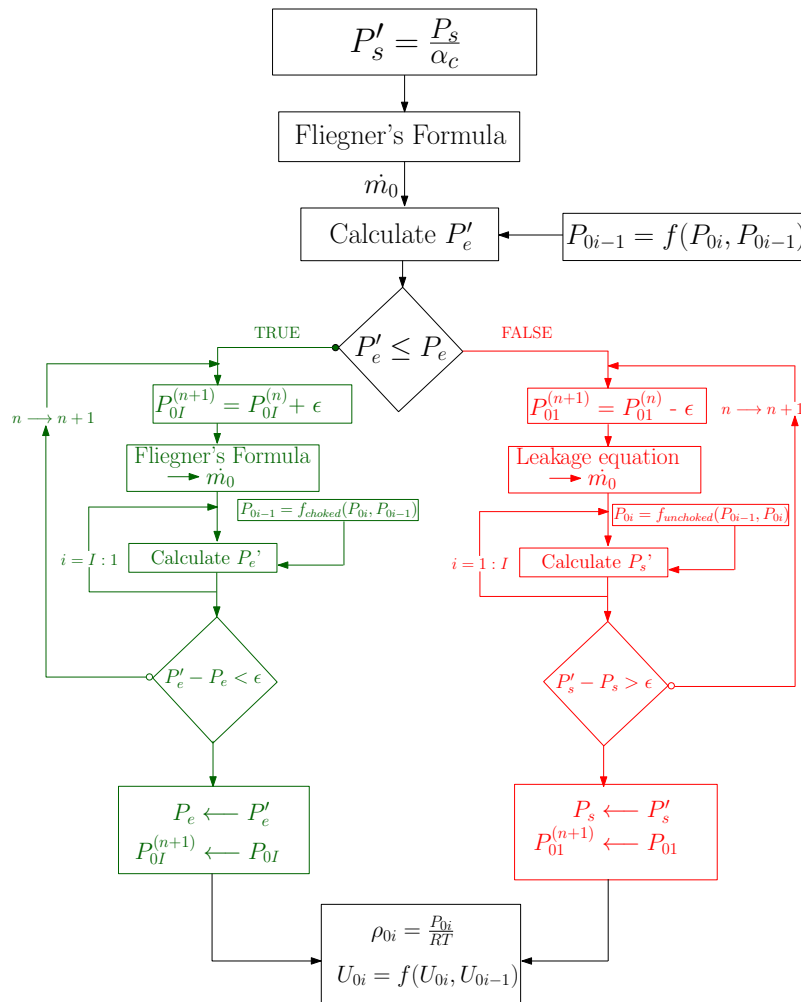 P′_s = P_s/α_c
Fliegner's Formula
ṁ_0
Calculate P′_e
P_{0i−1} = f(P_{0i}, P_{0i−1})
P′_e ≤ P_e
TRUE
FALSE
P_{0I}^{(n+1)} = P_{0I}^{(n)} + ϵ
n ⟶ n + 1
Fliegner's Formula
⟶ ṁ_0
P_{0i−1} = f_{choked}(P_{0i}, P_{0i−1})
i = I : 1
Calculate P_e'
P′_e − P_e < ϵ
P_e ⟵ P′_e
P_{0I}^{(n+1)} ⟵ P_{0I}
P_{01}^{(n+1)} = P_{01}^{(n)} - ϵ
n ⟶ n + 1
Leakage equation
⟶ ṁ_0
P_{0i} = f_{unchoked}(P_{0i−1}, P_{0i})
i = 1 : I
Calculate P_s'
P′_s − P_s > ϵ
P_s ⟵ P′_s
P_{01}^{(n+1)} ⟵ P_{01}
ρ_{0i} = P_{0i}/RT
U_{0i} = f(U_{0i}, U_{0i−1})